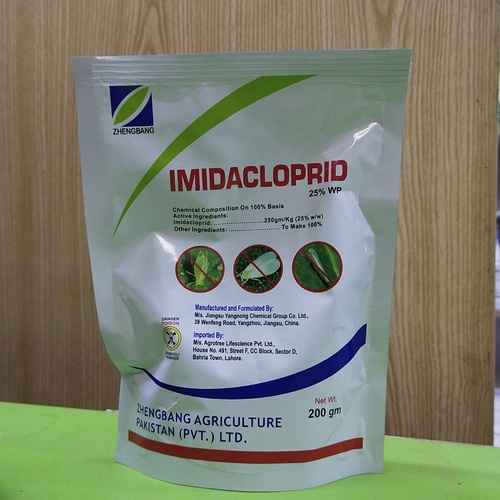 ZHENGBANG
IMIDACLOPRID
25% WP
Chemical Composition On 100% Basis
Active Ingredients:
Imidacloprid:......................250gm/Kg (25% w/w)
Other Ingrediants: ........................... To Make 100%
Manufactured and Formulated By:
M/s. Jiangsu Yangnong Chemical Group Co. Ltd.,
39 Wenfeng Road, Yangzhou, Jiangsu, China.
imported By:
M/s. Agrotree Lifescience Pvt. Ltd.,
House No. 491, Street F, CC Block, Sector D,
Bahria Town, Lahore.
DANGER
POISON
Net Wt:
200 gm
ZHENGBANG AGRICULTURE
PAKISTAN (PVT.) LTD.